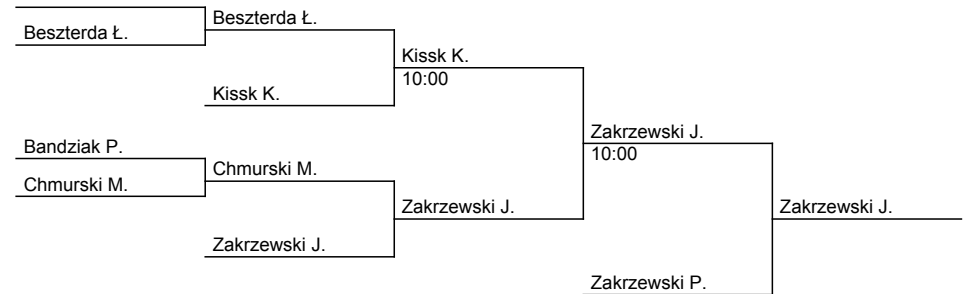 Beszterda Ł.
Beszterda Ł.
Kissk K.
10:00
Kissk K.
Zakrzewski J.
10:00
Bandziak P.
Chmurski M.
Chmurski M.
Zakrzewski J.
Zakrzewski J.
Zakrzewski J.
Zakrzewski P.